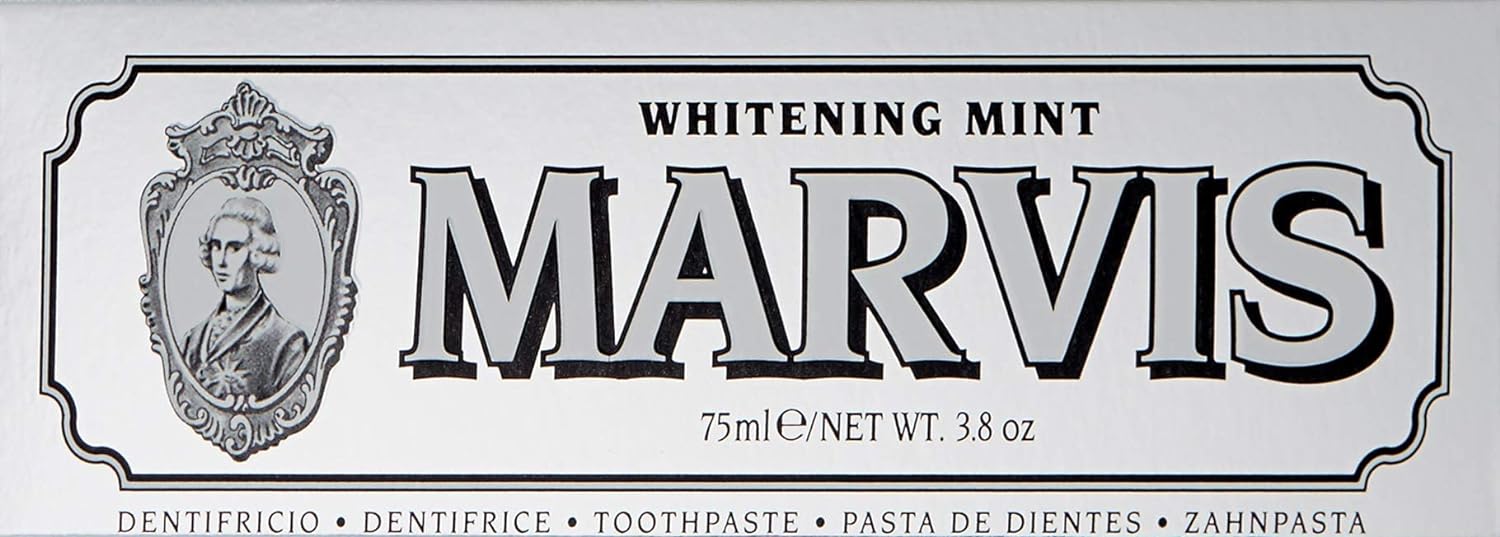 WHITENING MINT
MARVIS
75ml℮/NET WT. 3.8 oz
DENTIFRICIO • DENTIFRICE • TOOTHPASTE • PASTA DE DIENTES • ZAHNPASTA